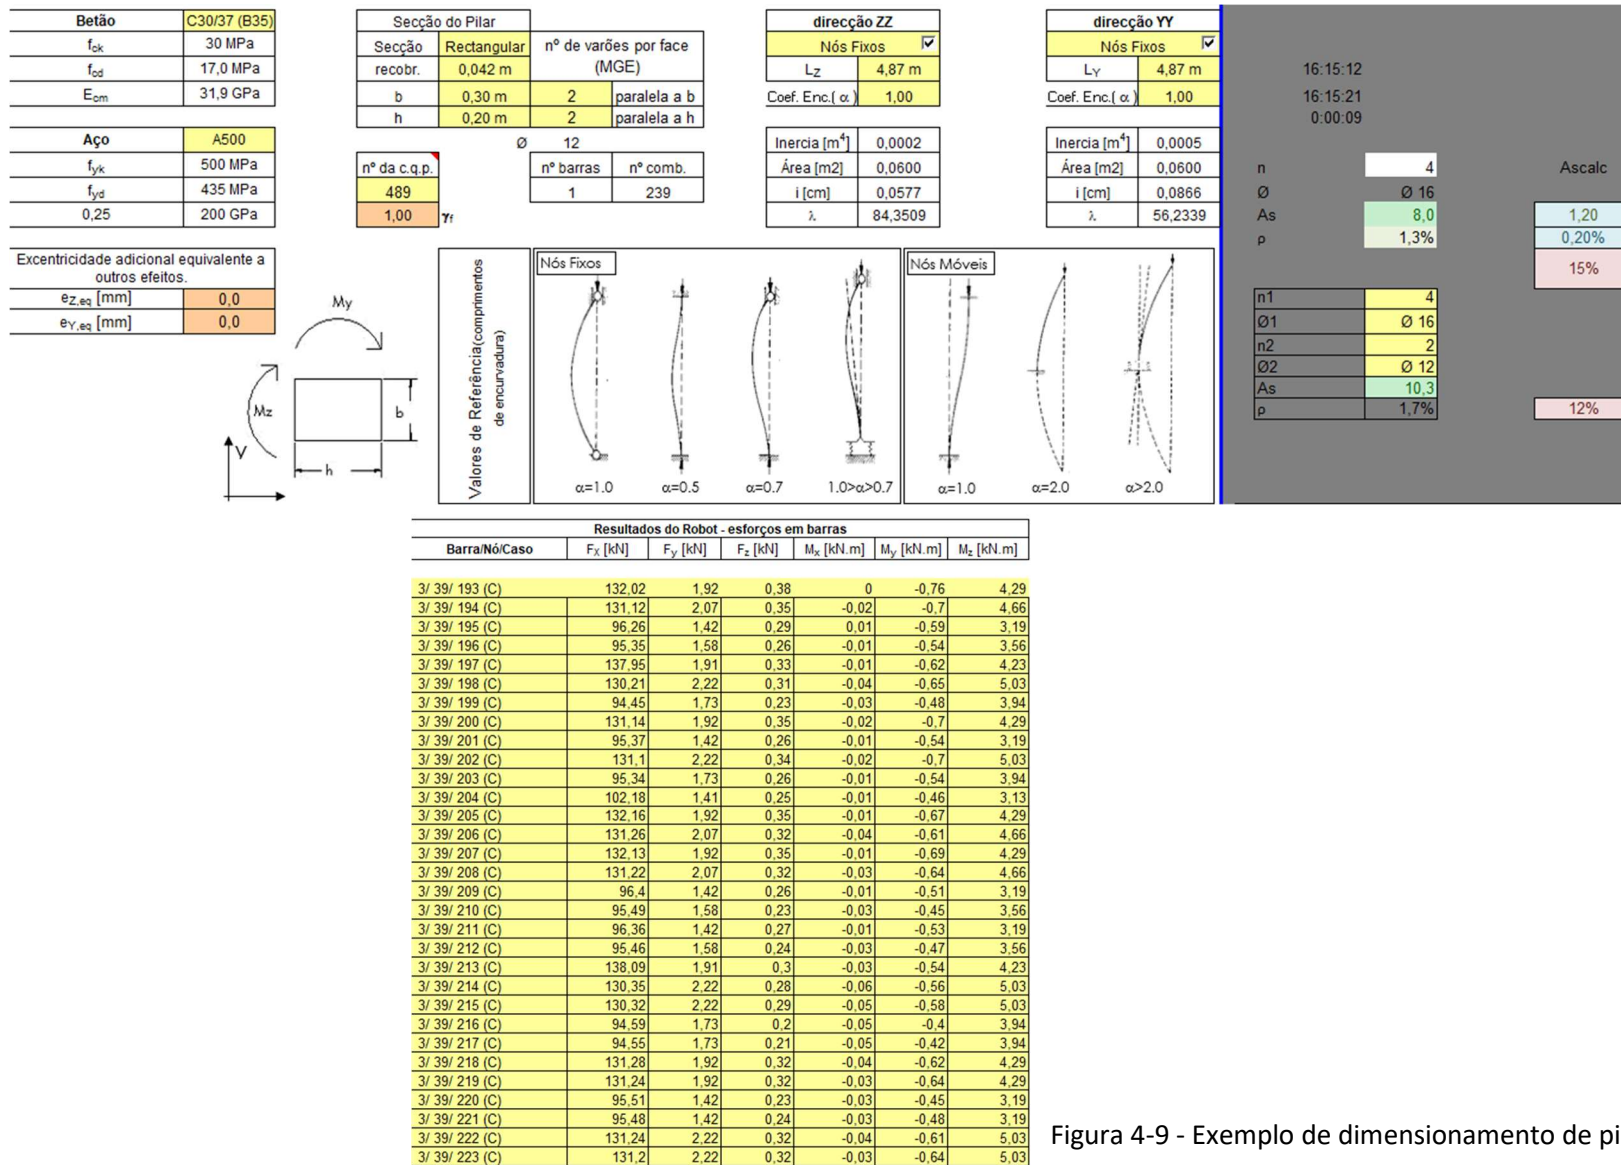 Betão C30/37 (B35)
fck 30 MPa
fcd 17,0 MPa
Ecm 31,9 GPa
Aço A500
fyk 500 MPa
fyd 435 MPa
0,25 200 GPa
Excentricidade adicional equivalente a
outros efeitos.
eZ,eq [mm] 0,0
eY,eq [mm] 0,0
Secção do Pilar
Secção Rectangular nº de varões por face
(MGE)
recobr. 0,042 m
b 0,30 m 2 paralela a b
h 0,20 m 2 paralela a h
Ø 12
nº da c.q.p. nº barras nº comb.
489 1 239
1,00 γf
direcção ZZ
Nós Fixos
LZ 4,87 m
Coef. Enc.( α ) 1,00
Inercia [m4] 0,0002
Área [m2] 0,0600
i [cm] 0,0577
λ 84,3509
direcção YY
Nós Fixos
LY 4,87 m
Coef. Enc.( α ) 1,00
Inercia [m4] 0,0005
Área [m2] 0,0600
i [cm] 0,0866
λ 56,2339
16:15:12
16:15:21
0:00:09
n 4 Ascalc
Ø Ø 16
As 8,0 1,20
ρ 1,3% 0,20%
15%
n1 4
Ø1 Ø 16
n2 2
Ø2 Ø 12
As 10,3
ρ 1,7% 12%
My
Mz
b
V
h
Valores de Referência(comprimentos
de encurvadura)
Nós Fixos
α=1.0 α=0.5 α=0.7 1.0>α>0.7
Nós Móveis
α=1.0 α=2.0 α>2.0
Resultados do Robot - esforços em barras
Barra/Nó/Caso FX [kN] Fy [kN] Fz [kN] Mx [kN.m] My [kN.m] Mz [kN.m]
3/ 39/ 193 (C) 132,02 1,92 0,38 0 -0,76 4,29
3/ 39/ 194 (C) 131,12 2,07 0,35 -0,02 -0,7 4,66
3/ 39/ 195 (C) 96,26 1,42 0,29 0,01 -0,59 3,19
3/ 39/ 196 (C) 95,35 1,58 0,26 -0,01 -0,54 3,56
3/ 39/ 197 (C) 137,95 1,91 0,33 -0,01 -0,62 4,23
3/ 39/ 198 (C) 130,21 2,22 0,31 -0,04 -0,65 5,03
3/ 39/ 199 (C) 94,45 1,73 0,23 -0,03 -0,48 3,94
3/ 39/ 200 (C) 131,14 1,92 0,35 -0,02 -0,7 4,29
3/ 39/ 201 (C) 95,37 1,42 0,26 -0,01 -0,54 3,19
3/ 39/ 202 (C) 131,1 2,22 0,34 -0,02 -0,7 5,03
3/ 39/ 203 (C) 95,34 1,73 0,26 -0,01 -0,54 3,94
3/ 39/ 204 (C) 102,18 1,41 0,25 -0,01 -0,46 3,13
3/ 39/ 205 (C) 132,16 1,92 0,35 -0,01 -0,67 4,29
3/ 39/ 206 (C) 131,26 2,07 0,32 -0,04 -0,61 4,66
3/ 39/ 207 (C) 132,13 1,92 0,35 -0,01 -0,69 4,29
3/ 39/ 208 (C) 131,22 2,07 0,32 -0,03 -0,64 4,66
3/ 39/ 209 (C) 96,4 1,42 0,26 -0,01 -0,51 3,19
3/ 39/ 210 (C) 95,49 1,58 0,23 -0,03 -0,45 3,56
3/ 39/ 211 (C) 96,36 1,42 0,27 -0,01 -0,53 3,19
3/ 39/ 212 (C) 95,46 1,58 0,24 -0,03 -0,47 3,56
3/ 39/ 213 (C) 138,09 1,91 0,3 -0,03 -0,54 4,23
3/ 39/ 214 (C) 130,35 2,22 0,28 -0,06 -0,56 5,03
3/ 39/ 215 (C) 130,32 2,22 0,29 -0,05 -0,58 5,03
3/ 39/ 216 (C) 94,59 1,73 0,2 -0,05 -0,4 3,94
3/ 39/ 217 (C) 94,55 1,73 0,21 -0,05 -0,42 3,94
3/ 39/ 218 (C) 131,28 1,92 0,32 -0,04 -0,62 4,29
3/ 39/ 219 (C) 131,24 1,92 0,32 -0,03 -0,64 4,29
3/ 39/ 220 (C) 95,51 1,42 0,23 -0,03 -0,45 3,19
3/ 39/ 221 (C) 95,48 1,42 0,24 -0,03 -0,48 3,19
3/ 39/ 222 (C) 131,24 2,22 0,32 -0,04 -0,61 5,03
3/ 39/ 223 (C) 131,2 2,22 0,32 -0,03 -0,64 5,03
Figura 4-9 - Exemplo de dimensionamento de pi